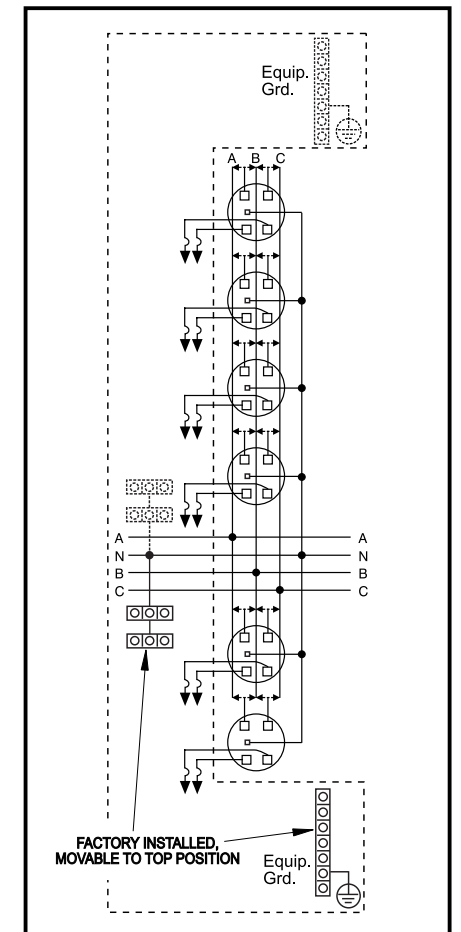 Equip.
Grd.
A B C
A A
N N
B B
C C
FACTORY INSTALLED,
MOVABLE TO TOP POSITION
Equip.
Grd.